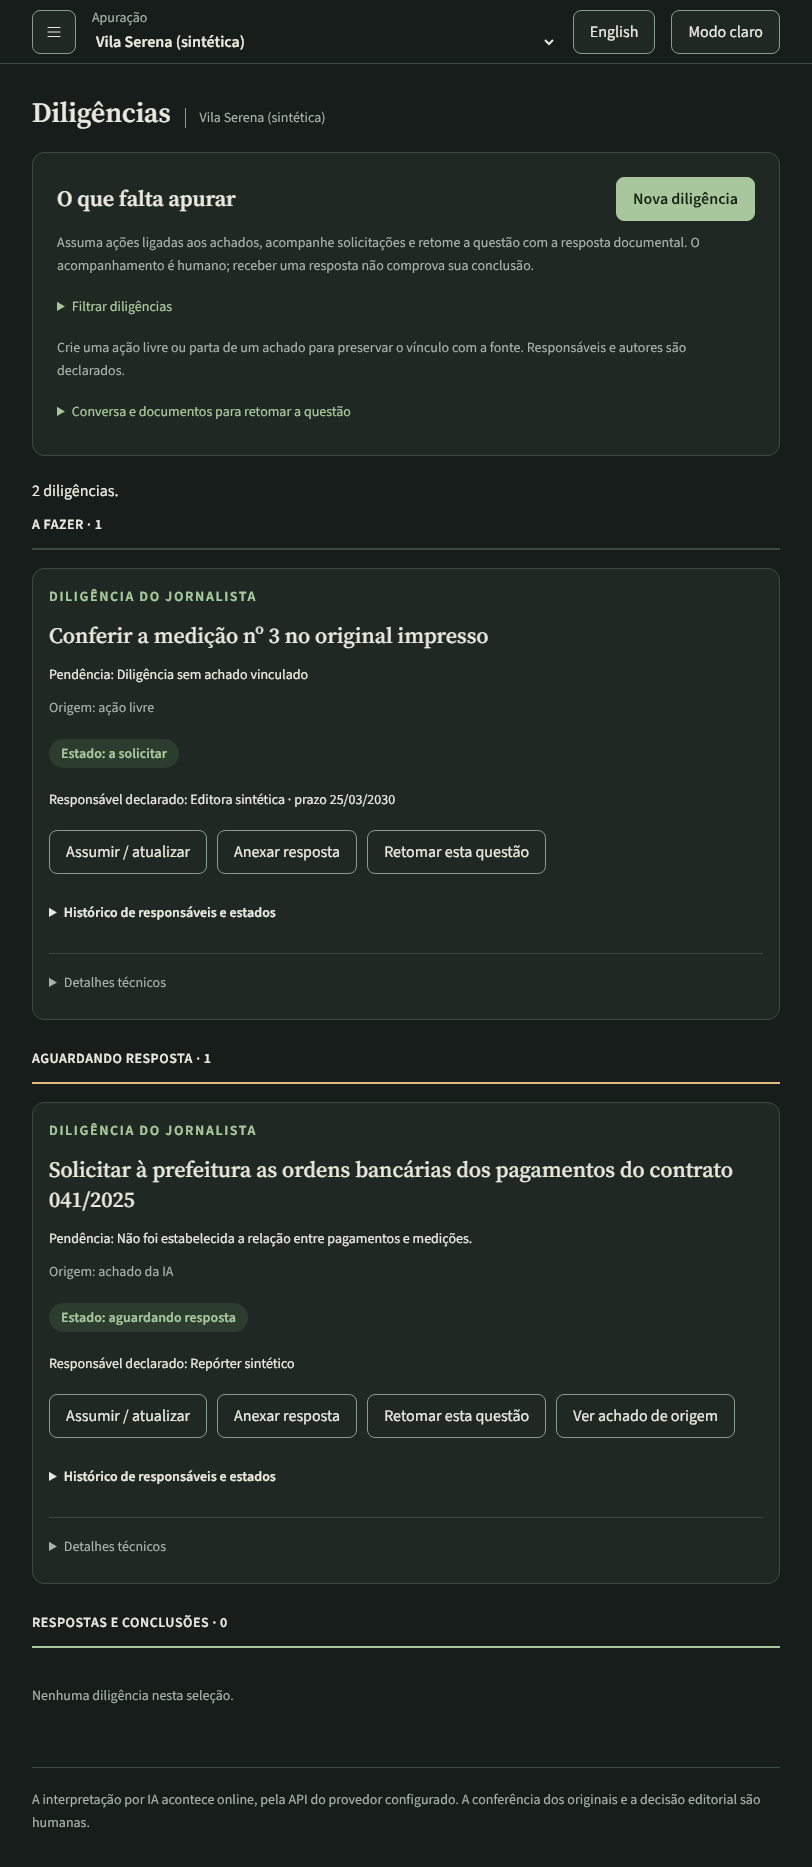 Apuração
Vila Serena (sintética)
English
Modo claro
Diligências
Vila Serena (sintética)
O que falta apurar
Nova diligência
Assuma ações ligadas aos achados, acompanhe solicitações e retome a questão com a resposta documental. O
acompanhamento é humano; receber uma resposta não comprova sua conclusão.
Filtrar diligências
Crie uma ação livre ou parta de um achado para preservar o vínculo com a fonte. Responsáveis e autores são
declarados.
Conversa e documentos para retomar a questão
2 diligências.
A FAZER · 1
DILIGÊNCIA DO JORNALISTA
Conferir a medição nº 3 no original impresso
Pendência: Diligência sem achado vinculado
Origem: ação livre
Estado: a solicitar
Responsável declarado: Editora sintética · prazo 25/03/2030
Assumir / atualizar
Anexar resposta
Retomar esta questão
Histórico de responsáveis e estados
Detalhes técnicos
AGUARDANDO RESPOSTA · 1
DILIGÊNCIA DO JORNALISTA
Solicitar à prefeitura as ordens bancárias dos pagamentos do contrato
041/2025
Pendência: Não foi estabelecida a relação entre pagamentos e medições.
Origem: achado da IA
Estado: aguardando resposta
Responsável declarado: Repórter sintético
Assumir / atualizar
Anexar resposta
Retomar esta questão
Ver achado de origem
Histórico de responsáveis e estados
Detalhes técnicos
RESPOSTAS E CONCLUSÕES · 0
Nenhuma diligência nesta seleção.
A interpretação por IA acontece online, pela API do provedor configurado. A conferência dos originais e a decisão editorial são
humanas.